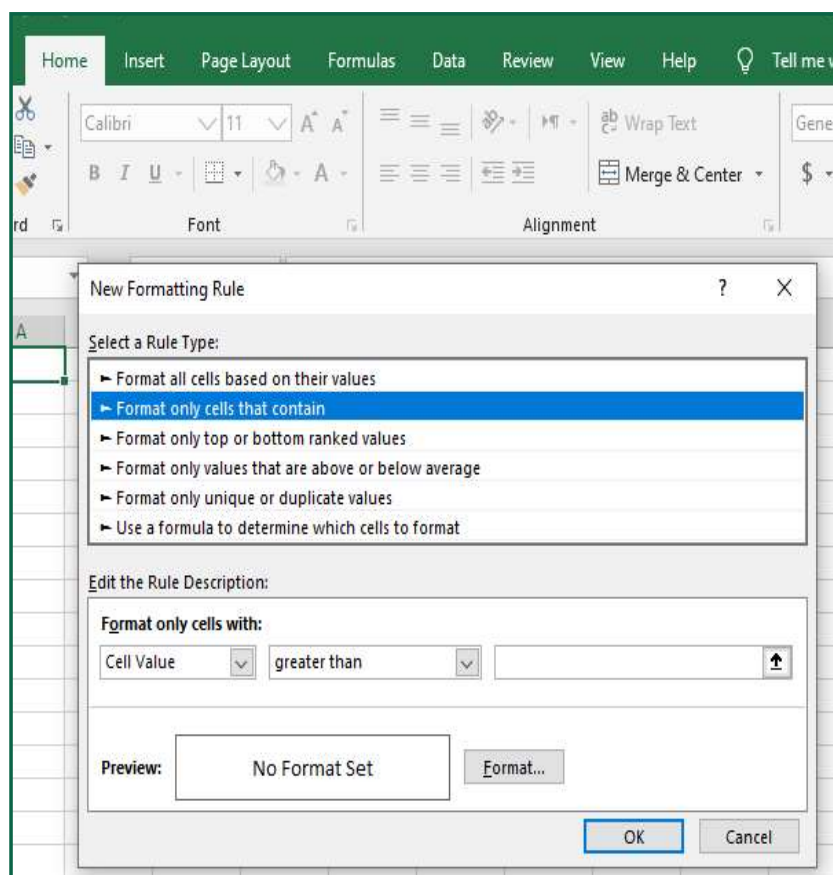 Home Insert Page Layout Formulas Data Review View Help Tell me
Calibri 11 A A ab Wrap Text
B I U A Merge & Center $
rd Font Alignment
New Formatting Rule ? X
A
Select a Rule Type:
► Format all cells based on their values
► Format only cells that contain
► Format only top or bottom ranked values
► Format only values that are above or below average
► Format only unique or duplicate values
► Use a formula to determine which cells to format
Edit the Rule Description:
Format only cells with:
Cell Value greater than
Preview: No Format Set Format...
OK Cancel